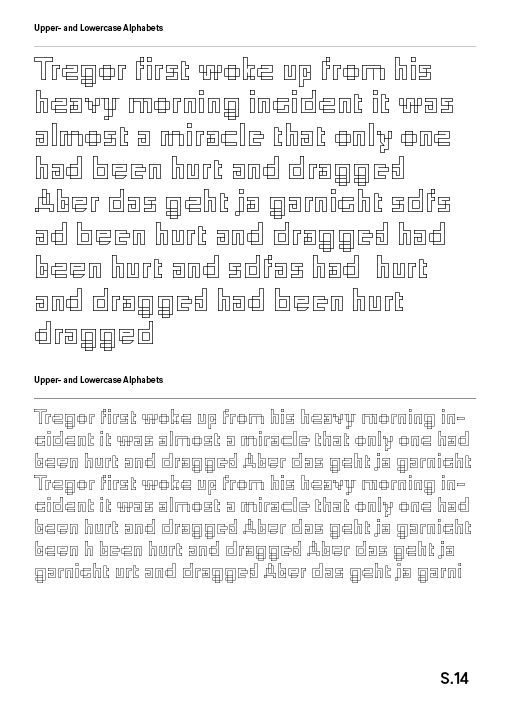 Upper- and Lowercase Alphabets
Tregor first woke up from his
heavy morning incident it was
almost a miracle that only one
had been hurt and dragged
Aber das geht ja garnicht sdfs
ad been hurt and dragged had
been hurt and sdfas had hurt
and dragged had been hurt
dragged
Upper- and Lowercase Alphabets
Tregor first woke up from his heavy morning in-
cident it was almost a miracle that only one had
been hurt and dragged Aber das geht ja garnicht
Tregor first woke up from his heavy morning in-
cident it was almost a miracle that only one had
been hurt and dragged Aber das geht ja garnicht
been h been hurt and dragged Aber das geht ja
garnicht urt and dragged Aber das geht ja garni
S.14